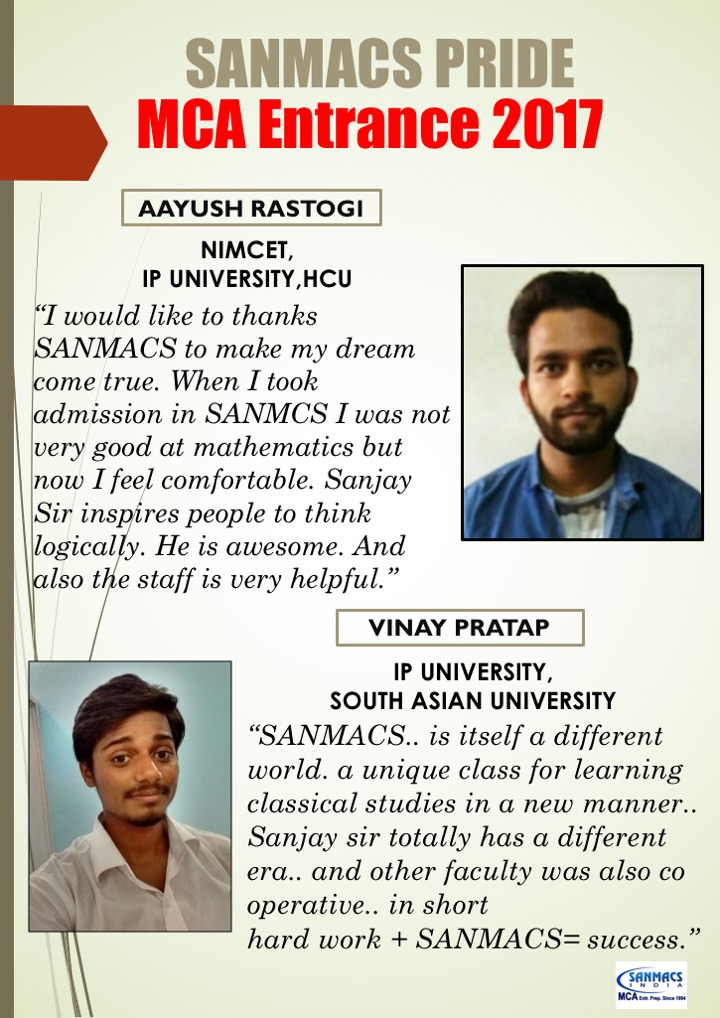 SANMACS PRIDE
MCA Entrance 2017
AAYUSH RASTOGI
NIMCET,
IP UNIVERSITY,HCU
“I would like to thanks
SANMACS to make my dream
come true. When I took
admission in SANMCS I was not
very good at mathematics but
now I feel comfortable. Sanjay
Sir inspires people to think
logically. He is awesome. And
also the staff is very helpful.”
VINAY PRATAP
IP UNIVERSITY,
SOUTH ASIAN UNIVERSITY
“SANMACS.. is itself a different
world. a unique class for learning
classical studies in a new manner..
Sanjay sir totally has a different
era.. and other faculty was also co
operative.. in short
hard work + SANMACS= success.”
SANMACS
INDIA
MCA Entr. Prep. Since 1994